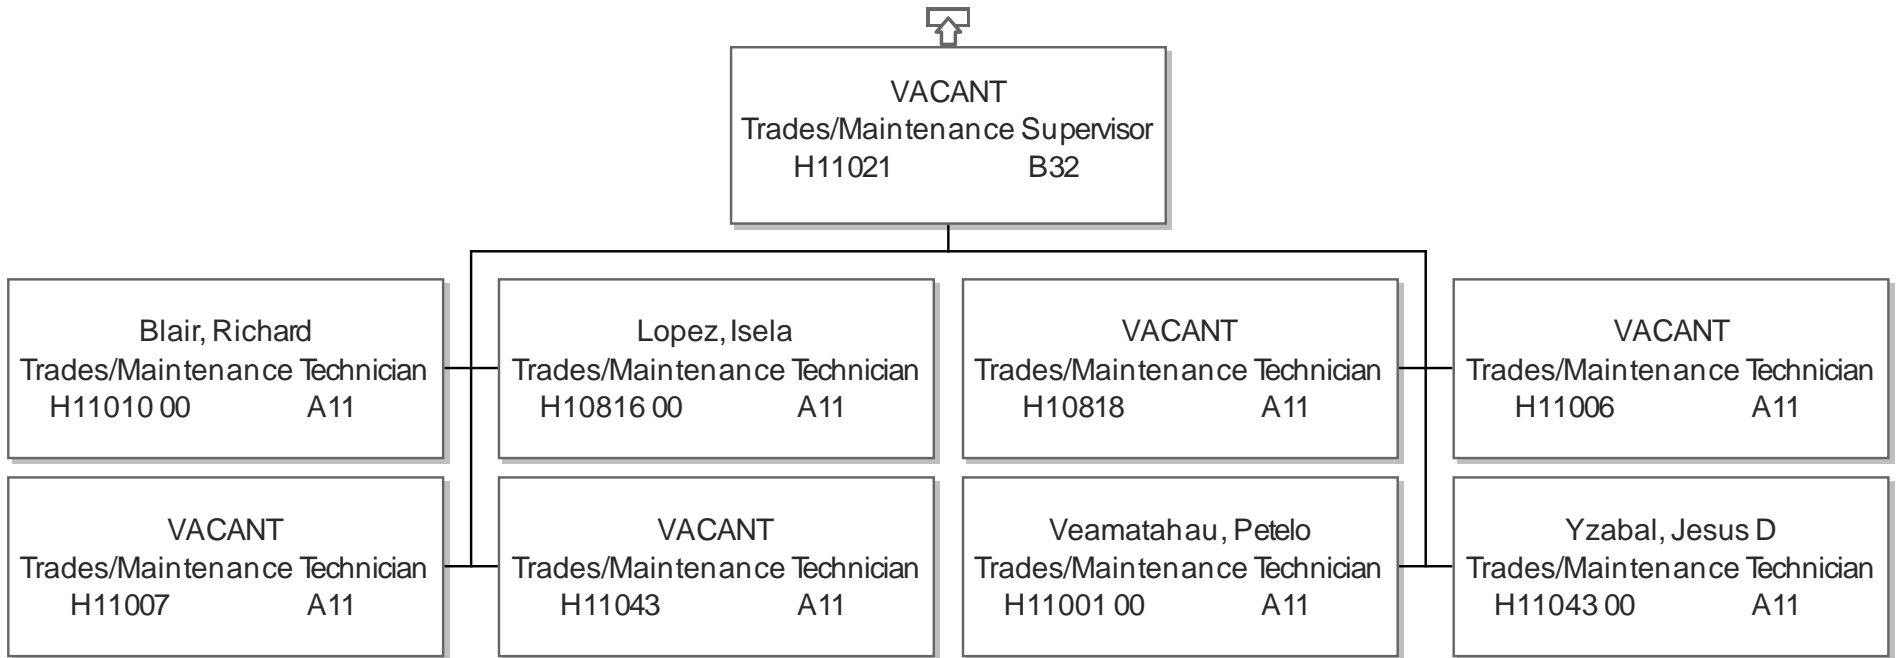 VACANT
Trades/Maintenance Supervisor
H11021 B32
Blair, Richard
Trades/Maintenance Technician
H11010 00 A11
Lopez, Isela
Trades/Maintenance Technician
H10816 00 A11
VACANT
Trades/Maintenance Technician
H10818 A11
VACANT
Trades/Maintenance Technician
H11006 A11
VACANT
Trades/Maintenance Technician
H11007 A11
VACANT
Trades/Maintenance Technician
H11043 A11
Veamatahau, Petelo
Trades/Maintenance Technician
H11001 00 A11
Yzabal, Jesus D
Trades/Maintenance Technician
H11043 00 A11